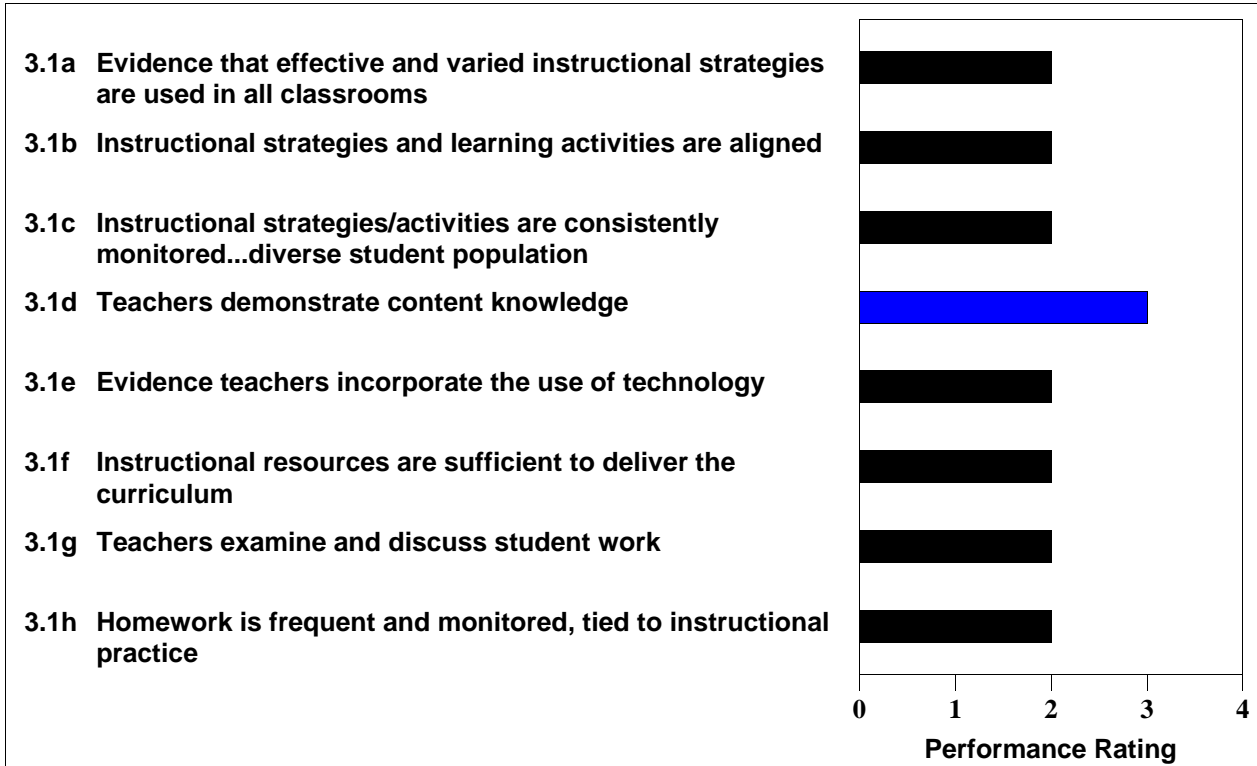 3.1a Evidence that effective and varied instructional strategies
are used in all classrooms
3.1b Instructional strategies and learning activities are aligned
3.1c Instructional strategies/activities are consistently
monitored...diverse student population
3.1d Teachers demonstrate content knowledge
3.1e Evidence teachers incorporate the use of technology
3.1f Instructional resources are sufficient to deliver the
curriculum
3.1g Teachers examine and discuss student work
3.1h Homework is frequent and monitored, tied to instructional
practice
0 1 2 3 4
Performance Rating